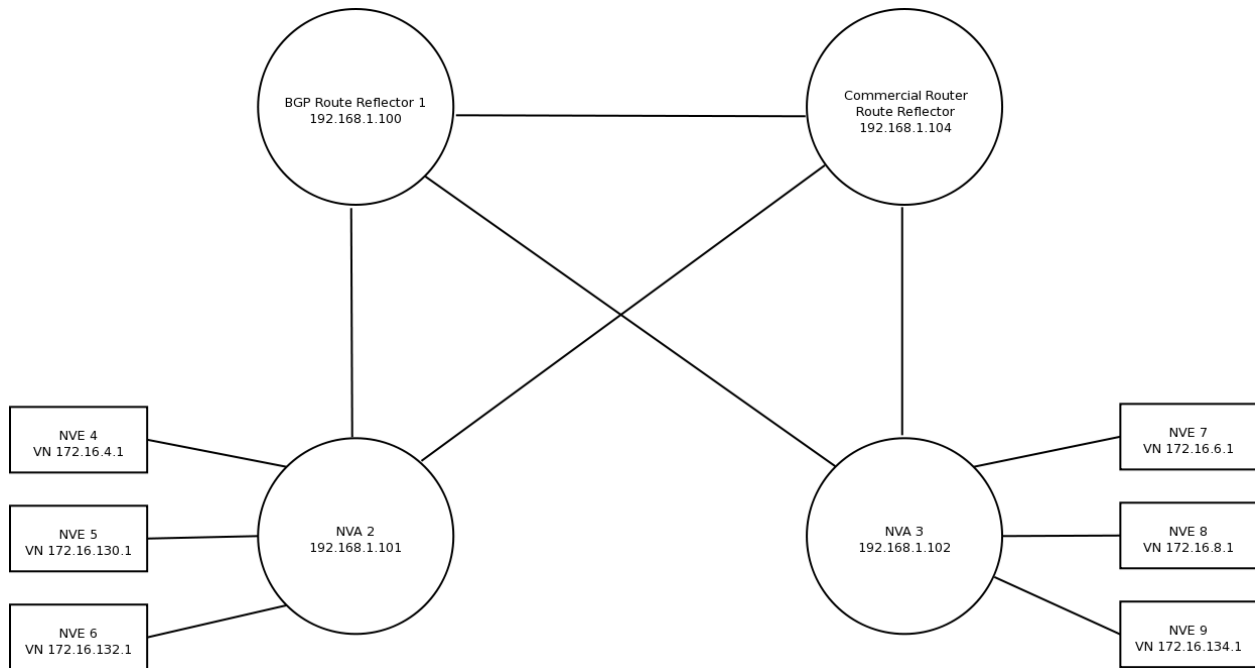 BGP Route Reflector 1
192.168.1.100
Commercial Router
Route Reflector
192.168.1.104
NVE 4
VN 172.16.4.1
NVE 5
VN 172.16.130.1
NVE 6
VN 172.16.132.1
NVA 2
192.168.1.101
NVA 3
192.168.1.102
NVE 7
VN 172.16.6.1
NVE 8
VN 172.16.8.1
NVE 9
VN 172.16.134.1